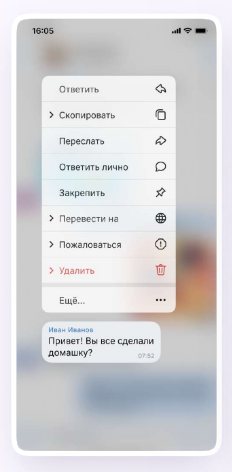 16:05
Ответить
Скопировать
Переслать
Ответить лично
Закрепить
Перевести на
Пожаловаться
Удалить
Ещё...
Иван Иванов
Привет! Вы все сделали
домашку?
07:52